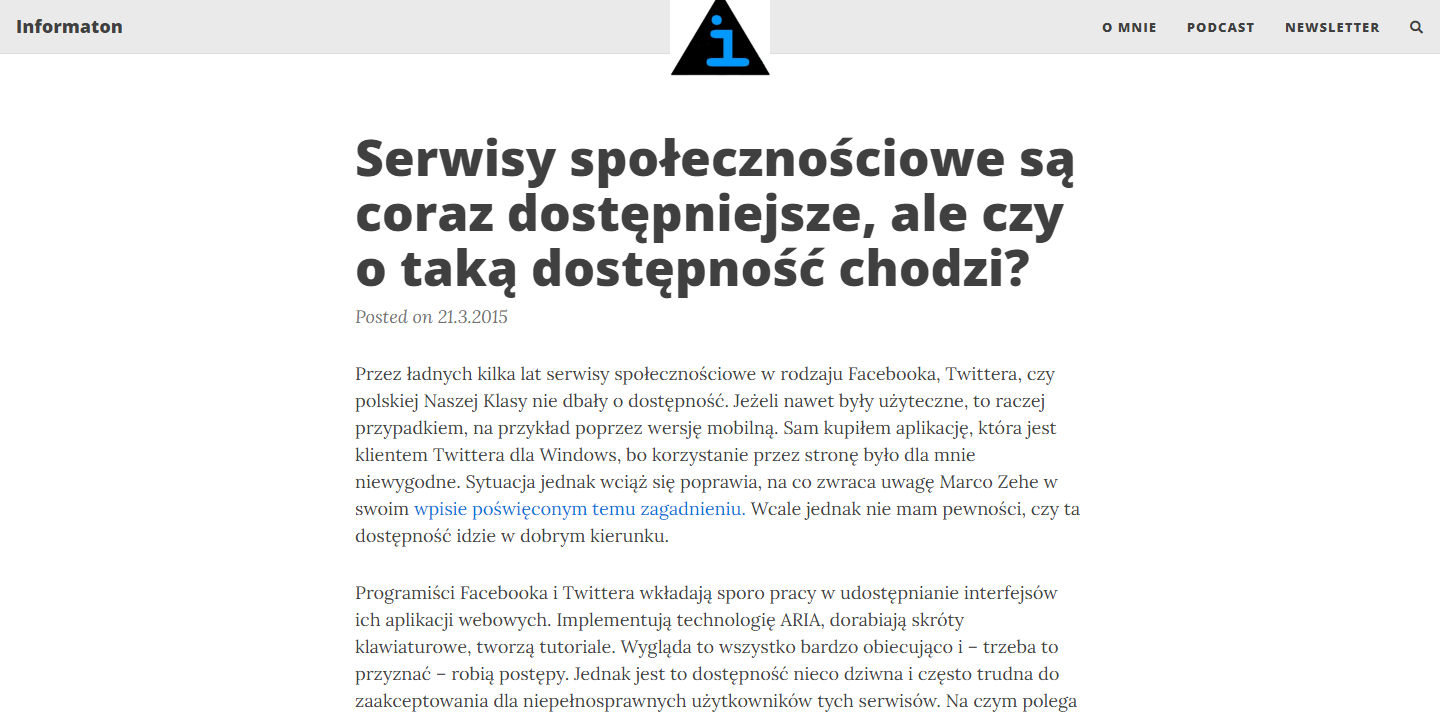 Informaton
i
O MNIE
PODCAST
NEWSLETTER
Serwisy społecznościowe są
coraz dostępniejsze, ale czy
o taką dostępność chodzi?
Posted on 21.3.2015
Przez ładnych kilka lat serwisy społecznościowe w rodzaju Facebooka, Twittera, czy
polskiej Naszej Klasy nie dbały o dostępność. Jeżeli nawet były użyteczne, to raczej
przypadkiem, na przykład poprzez wersję mobilną. Sam kupiłem aplikację, która jest
klientem Twittera dla Windows, bo korzystanie przez stronę było dla mnie
niewygodne. Sytuacja jednak wciąż się poprawia, na co zwraca uwagę Marco Zehe w
swoim wpisie poświęconym temu zagadnieniu. Wcale jednak nie mam pewności, czy ta
dostępność idzie w dobrym kierunku.
Programiści Facebooka i Twittera wkładają sporo pracy w udostępnianie interfejsów
ich aplikacji webowych. Implementują technologię ARIA, dorabiają skróty
klawiaturowe, tworzą tutoriale. Wygląda to wszystko bardzo obiecująco i – trzeba to
przyznać – robią postępy. Jednak jest to dostępność nieco dziwna i często trudna do
zaakceptowania dla niepełnosprawnych użytkowników tych serwisów. Na czym polega